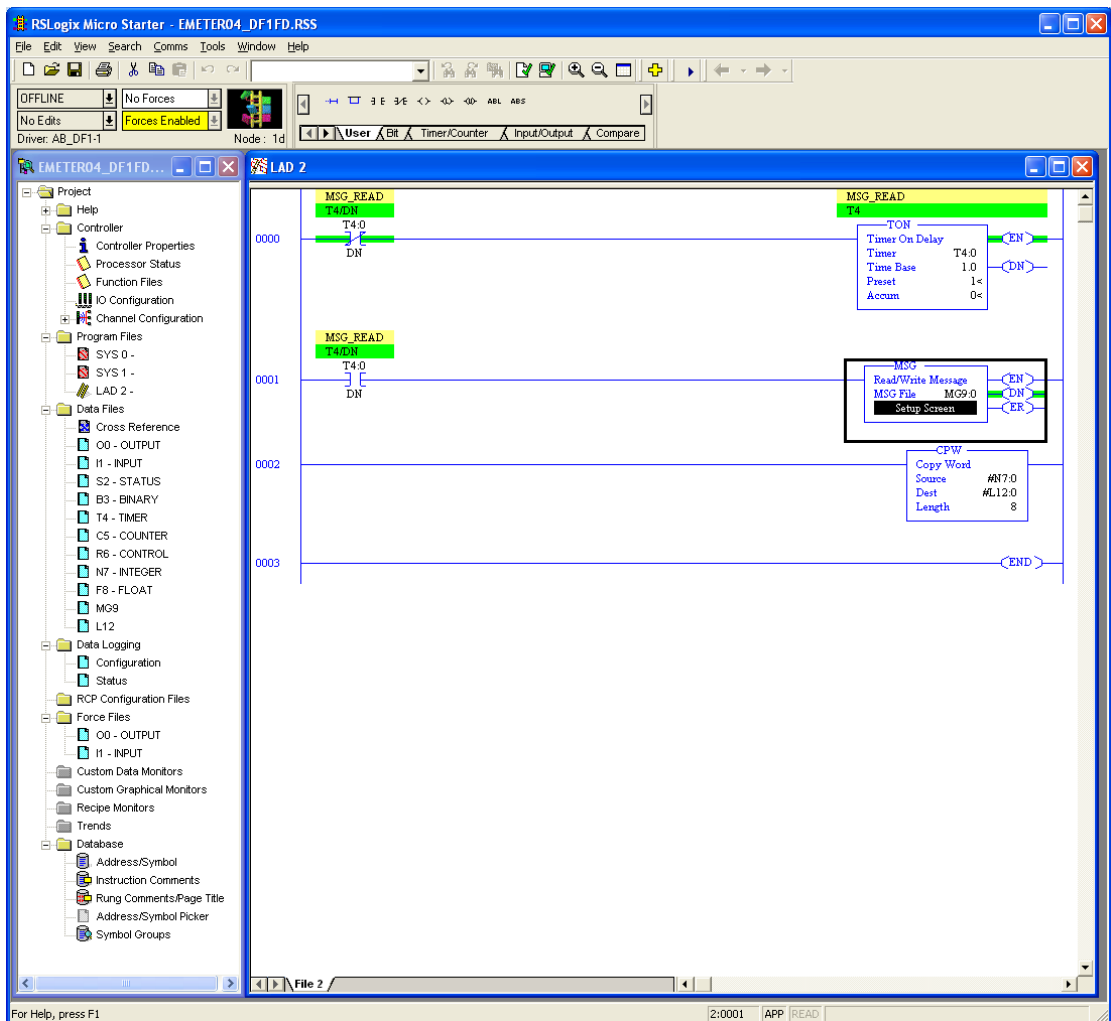 RSLogix Micro Starter - EMETER04_DF1FD.RSS
File Edit View Search Comms Tools Window Help
OFFLINE No Forces
No Edits Forces Enabled
Driver: AB_DF1-1 Node : 1d
ABL ABS
User Bit Timer/Counter Input/Output Compare
EMETER04_DF1FD...
Project
Help
Controller
Controller Properties
Processor Status
Function Files
IO Configuration
Channel Configuration
Program Files
SYS 0 -
SYS 1 -
LAD 2 -
Data Files
Cross Reference
O0 - OUTPUT
I1 - INPUT
S2 - STATUS
B3 - BINARY
T4 - TIMER
C5 - COUNTER
R6 - CONTROL
N7 - INTEGER
F8 - FLOAT
MG9
L12
Data Logging
Configuration
Status
RCP Configuration Files
Force Files
O0 - OUTPUT
I1 - INPUT
Custom Data Monitors
Custom Graphical Monitors
Recipe Monitors
Trends
Database
Address/Symbol
Instruction Comments
Rung Comments/Page Title
Address/Symbol Picker
Symbol Groups
LAD 2
MSG_READ
T4/DN
T4:0
DN
0000
MSG_READ
T4
TON
Timer On Delay
Timer T4:0
Time Base 1.0
Preset 1<
Accum 0<
EN
DN
MSG_READ
T4/DN
T4:0
DN
0001
MSG
Read/Write Message
MSG File MG9:0
Setup Screen
EN
DN
ER
0002
CPW
Copy Word
Source #N7:0
Dest #L12:0
Length 8
0003
END
File 2
For Help, press F1
2:0001 APP READ